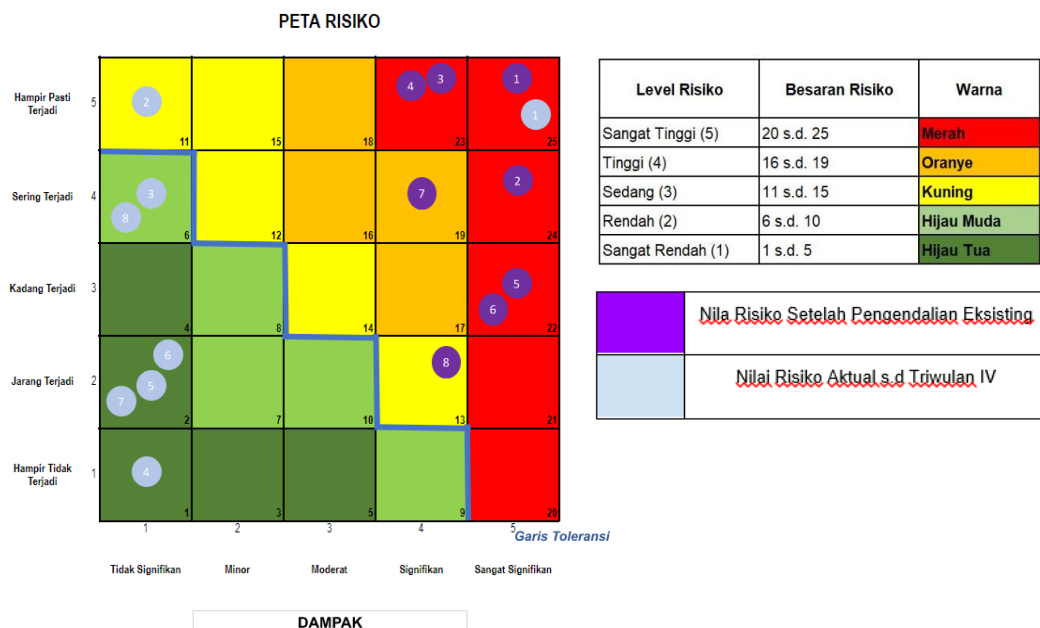 PETA RISIKO
Hampir Pasti
Terjadi
5
2
4
3
1
1
11
15
18
23
25
Sering Terjadi
4
3
8
7
2
6
12
16
19
24
Kadang Terjadi
3
5
6
4
8
14
17
22
Jarang Terjadi
2
6
5
7
8
2
7
10
13
21
Hampir Tidak
Terjadi
1
4
1
3
5
9
20
1
2
3
4
5
Garis Toleransi
Tidak Signifikan
Minor
Moderat
Signifikan
Sangat Signifikan
DAMPAK
Level Risiko
Besaran Risiko
Warna
Sangat Tinggi (5)
20 s.d. 25
Merah
Tinggi (4)
16 s.d. 19
Oranye
Sedang (3)
11 s.d. 15
Kuning
Rendah (2)
6 s.d. 10
Hijau Muda
Sangat Rendah (1)
1 s.d. 5
Hijau Tua
Nila Risiko Setelah Pengendalian Eksisting
Nilai Risiko Aktual s.d Triwulan IV